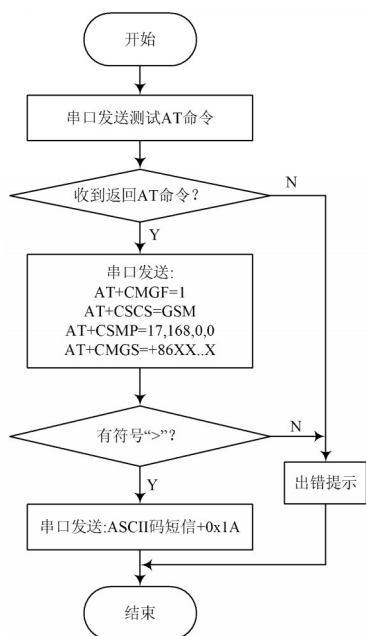 开始
串口发送测试AT命令
收到返回AT命令?
N
Y
串口发送:
AT+CMGF=1
AT+CSCS=GSM
AT+CSMP=17,168,0,0
AT+CMGS=+86XX..X
有符号“>”?
N
Y
出错提示
串口发送:ASCII码短信+0x1A
结束